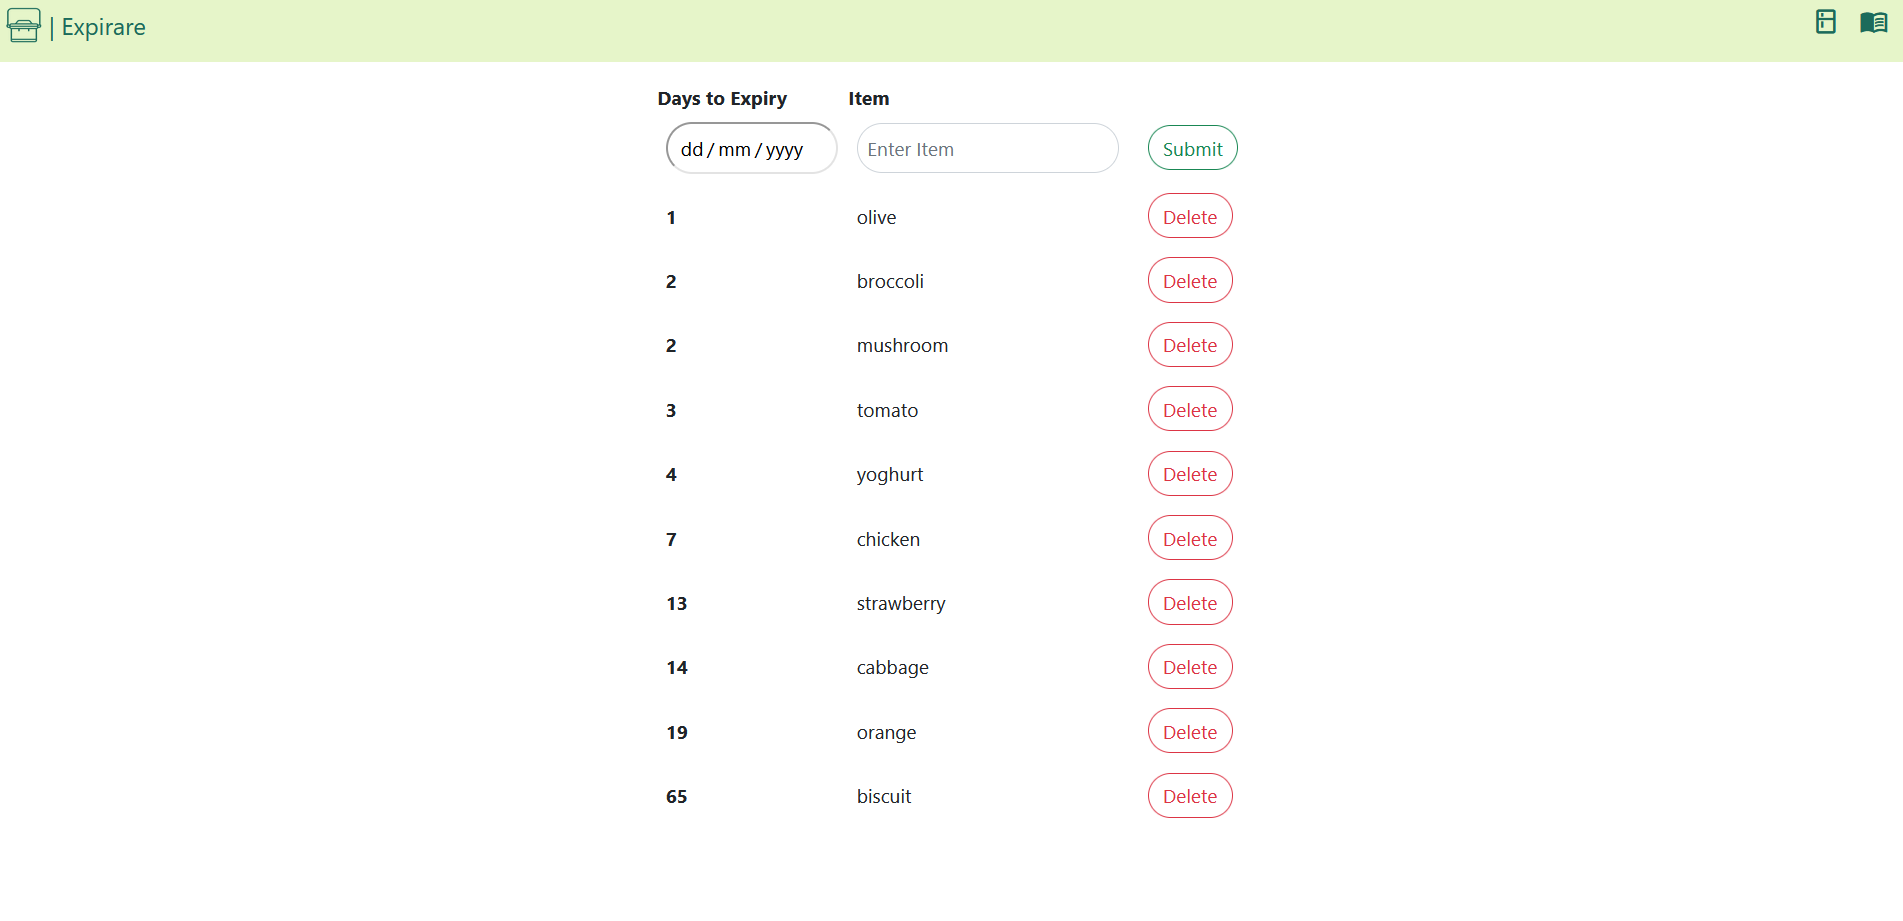 | Expirare
Days to Expiry Item
dd / mm / yyyy Enter Item Submit
1 olive Delete
2 broccoli Delete
2 mushroom Delete
3 tomato Delete
4 yoghurt Delete
7 chicken Delete
13 strawberry Delete
14 cabbage Delete
19 orange Delete
65 biscuit Delete